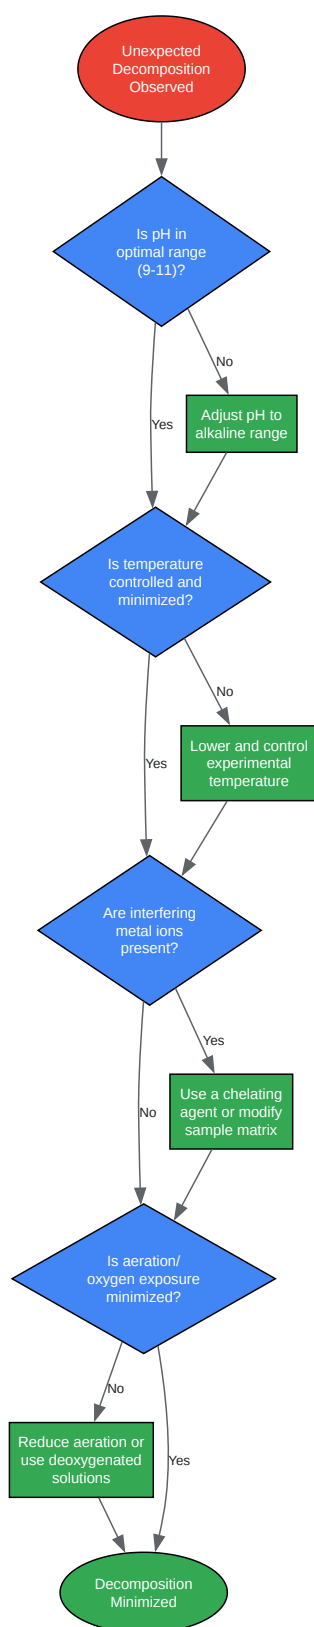 Unexpected
Decomposition
Observed
Is pH in
optimal range
(9-11)?
No
Adjust pH to
alkaline range
Yes
Is temperature
controlled and
minimized?
No
Lower and control
experimental
temperature
Yes
Are interfering
metal ions
present?
Yes
Use a chelating
agent or modify
sample matrix
No
Is aeration/
oxygen exposure
minimized?
No
Reduce aeration or
use deoxygenated
solutions
Yes
Decomposition
Minimized